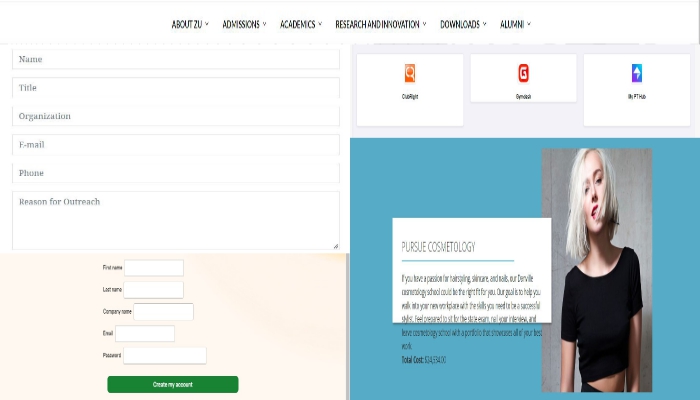 ABOUT ZU ADMISSIONS ACADEMICS RESEARCH AND INNOVATION DOWNLOADS ALUMNI
Name
Title
Organization
E-mail
Phone
Reason for Outreach
ClubRight
Gymdesk
My PT Hub
First name
Last name
Company name
Email
Password
Create my account
PURSUE COSMETOLOGY
If you have a passion for hairstyling, skincare, and nails, our Danville
cosmetology school could be the right fit for you. Our goal is to help you
walk into your new workplace with the skills you need to be a successful
stylist. Feel prepared to sit for the state exam, nail your interview, and
leave cosmetology school with a portfolio that showcases all of your best
work.
Total Cost: $24,534.00